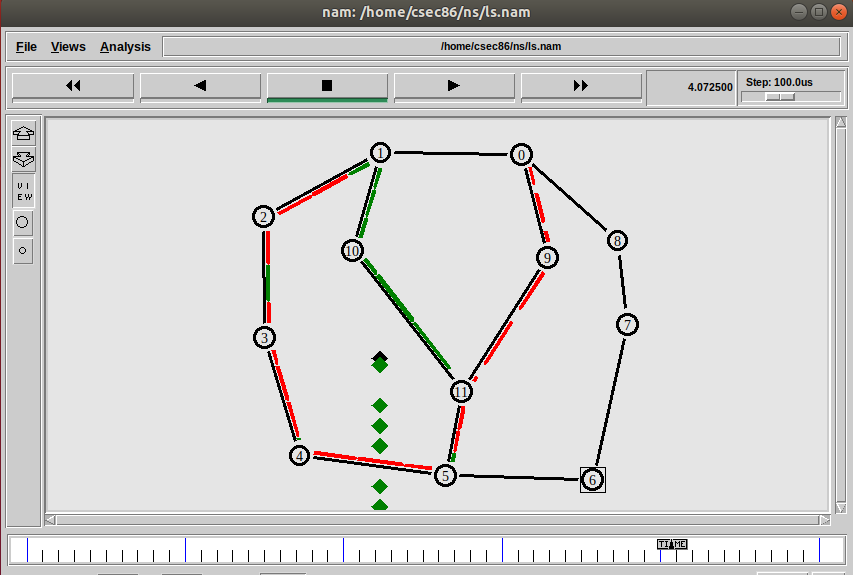 nam: /home/csec86/ns/ls.nam
File Views Analysis /home/csec86/ns/ls.nam
4.072500 Step: 100.0us
VIEW
1 0
2
8
10
9
7
3
11
4
5
6
TIME